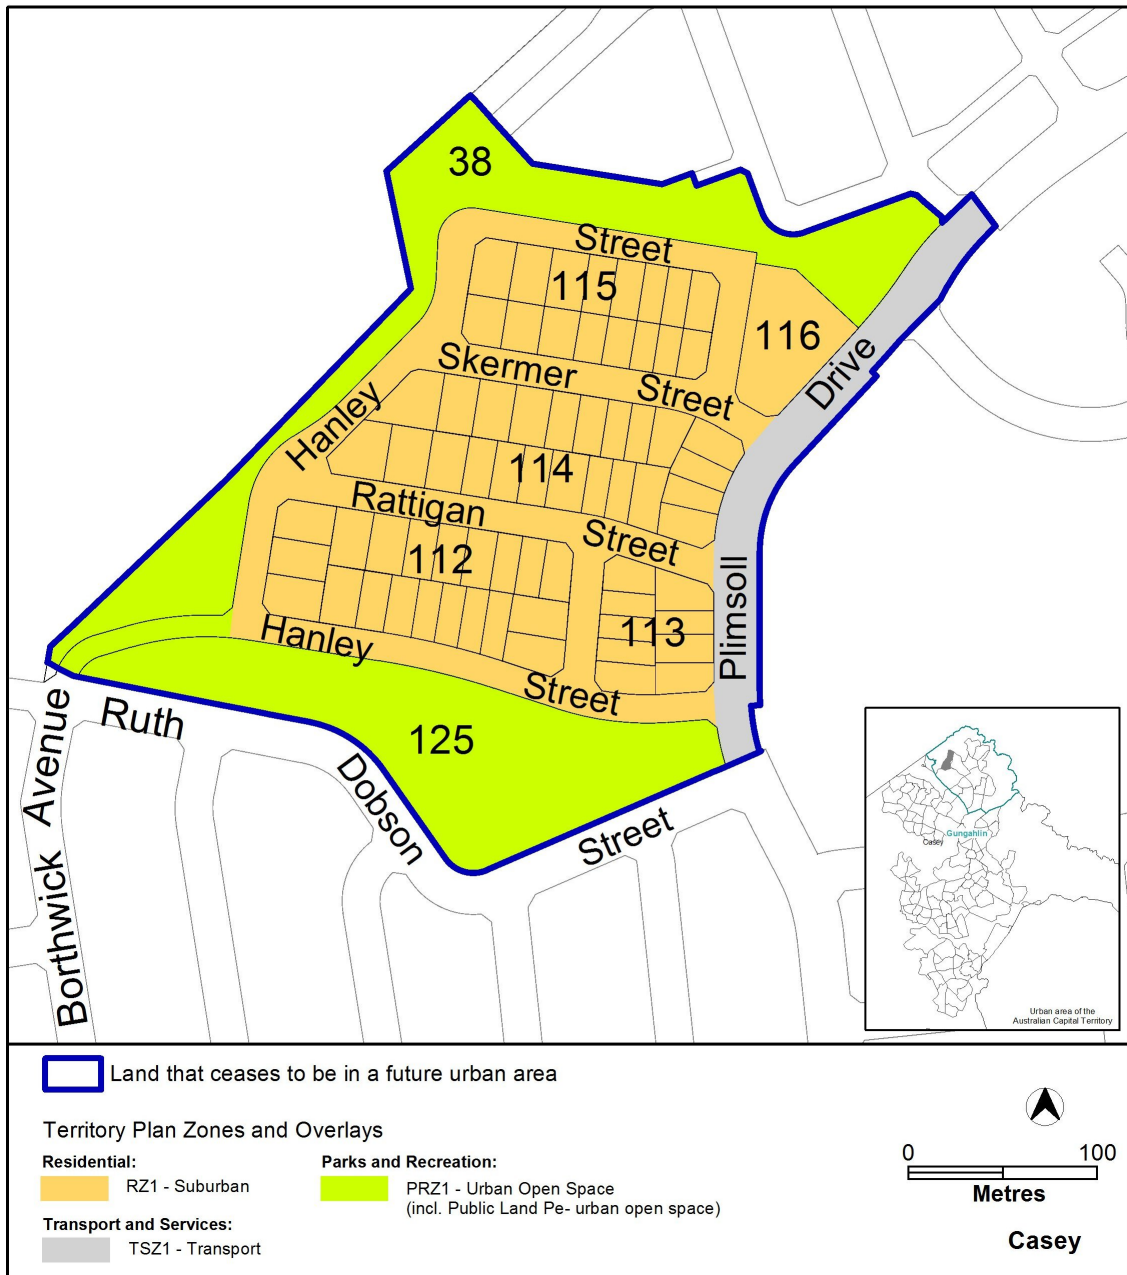 38
Street
115
116
Skermer
Street
Drive
Hanley
114
Rattigan
Street
112
113
Plimsoll
Hanley
Street
125
Ruth
Dobson
Street
Borthwick Avenue
Gungahlin
Casey
Urban area of the
Australian Capital Territory
Land that ceases to be in a future urban area
Territory Plan Zones and Overlays
Residential:
RZ1 - Suburban
Parks and Recreation:
PRZ1 - Urban Open Space
(incl. Public Land Pe- urban open space)
Transport and Services:
TSZ1 - Transport
0 100
Metres
Casey